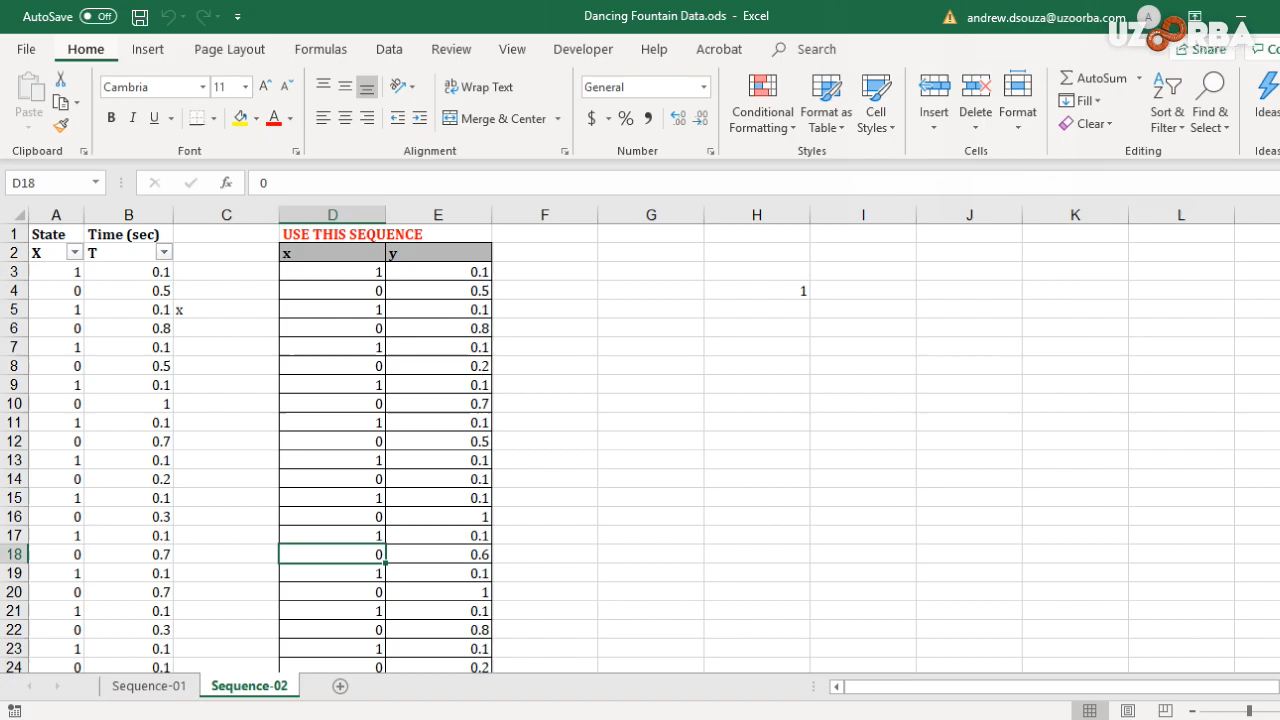 AutoSave Off Dancing Fountain Data.ods - Excel andrew.dsouza@uzoorba.com A
UZOORBA
File Home Insert Page Layout Formulas Data Review View Developer Help Acrobat Search Share Co
Paste Cambria 11 A A Wrap Text General Conditional Formatting Format as Table Cell Styles Insert Delete Format AutoSum Sort & Filter Find & Select Ideas
B I U A Merge & Center $ % Fill Clear
Clipboard Font Alignment Number Styles Cells Editing Ideas
D18 fx 0
A B C D E F G H I J K L
1 State Time (sec) USE THIS SEQUENCE
2 X T x y
3 1 0.1 1 0.1
4 0 0.5 0 0.5 1
5 1 0.1 x 1 0.1
6 0 0.8 0 0.8
7 1 0.1 1 0.1
8 0 0.5 0 0.2
9 1 0.1 1 0.1
10 0 1 0 0.7
11 1 0.1 1 0.1
12 0 0.7 0 0.5
13 1 0.1 1 0.1
14 0 0.2 0 0.1
15 1 0.1 1 0.1
16 0 0.3 0 1
17 1 0.1 1 0.1
18 0 0.7 0 0.6
19 1 0.1 1 0.1
20 0 0.7 0 1
21 1 0.1 1 0.1
22 0 0.3 0 0.8
23 1 0.1 1 0.1
24 0 0.1 0 0.2
Sequence-01 Sequence-02